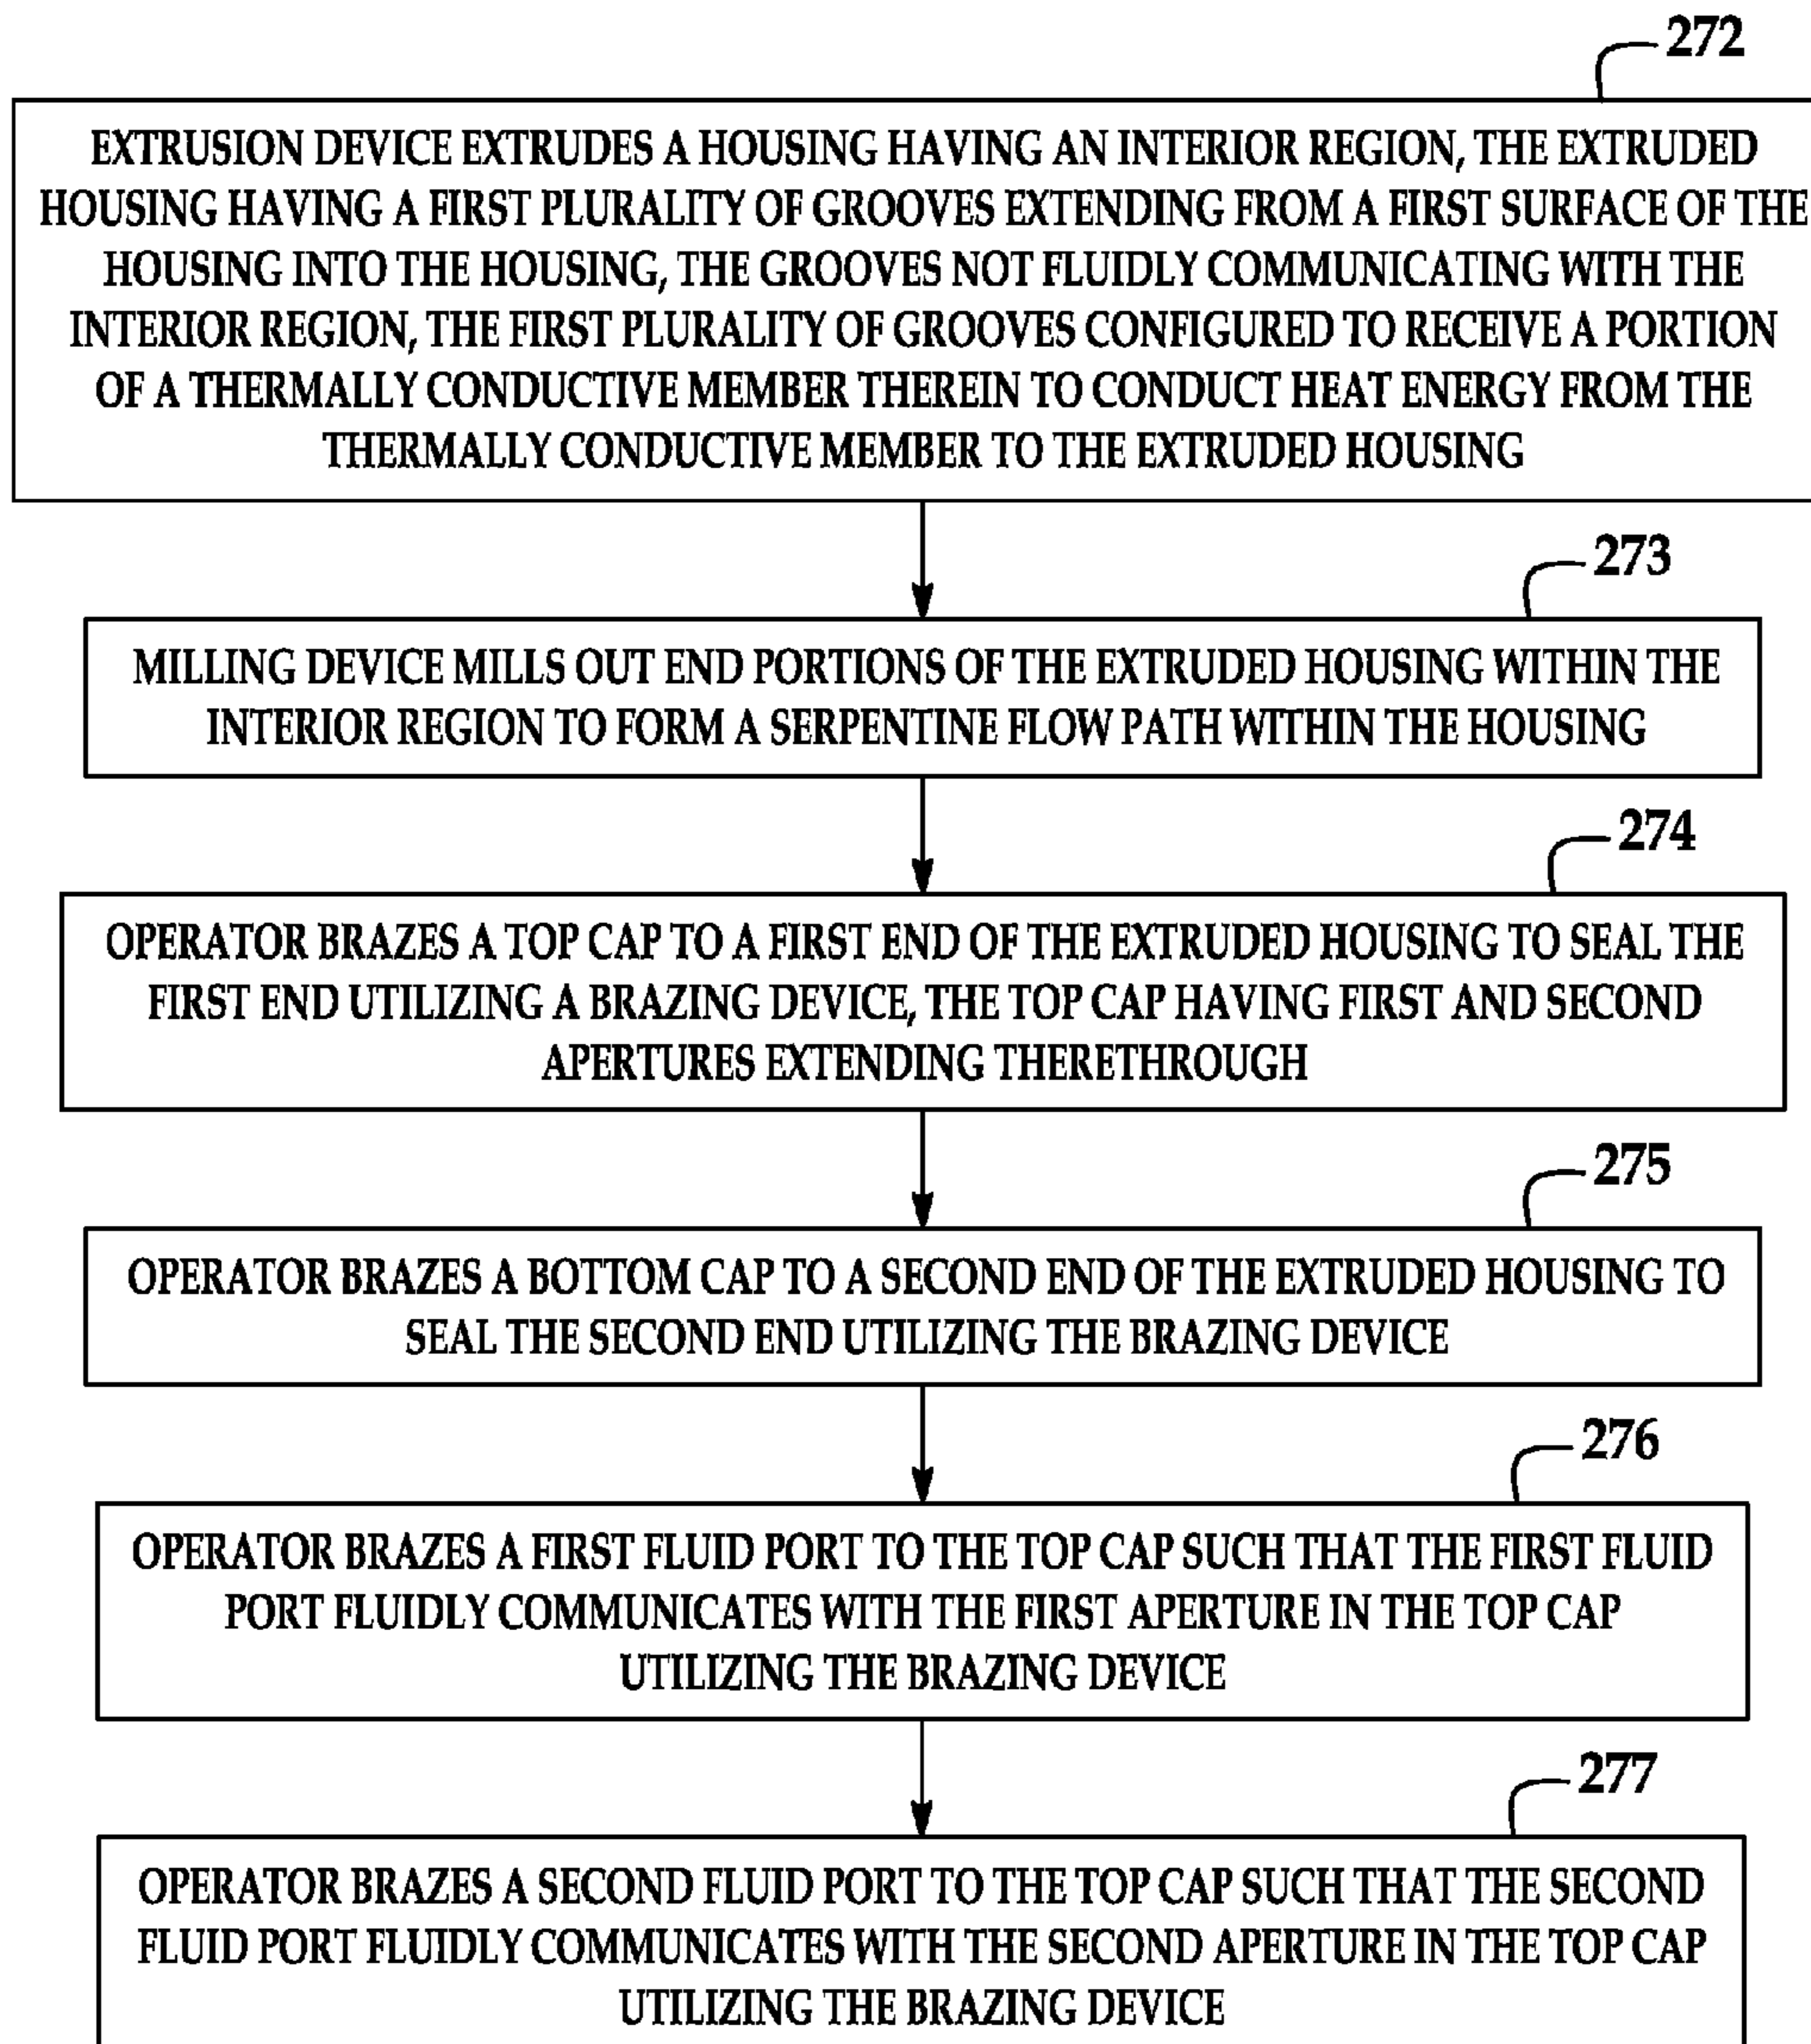 272
EXTRUSION DEVICE EXTRUDES A HOUSING HAVING AN INTERIOR REGION, THE EXTRUDED
HOUSING HAVING A FIRST PLURALITY OF GROOVES EXTENDING FROM A FIRST SURFACE OF THE
HOUSING INTO THE HOUSING, THE GROOVES NOT FLUIDLY COMMUNICATING WITH THE
INTERIOR REGION, THE FIRST PLURALITY OF GROOVES CONFIGURED TO RECEIVE A PORTION
OF A THERMALLY CONDUCTIVE MEMBER THEREIN TO CONDUCT HEAT ENERGY FROM THE
THERMALLY CONDUCTIVE MEMBER TO THE EXTRUDED HOUSING
273
MILLING DEVICE MILLS OUT END PORTIONS OF THE EXTRUDED HOUSING WITHIN THE
INTERIOR REGION TO FORM A SERPENTINE FLOW PATH WITHIN THE HOUSING
274
OPERATOR BRAZES A TOP CAP TO A FIRST END OF THE EXTRUDED HOUSING TO SEAL THE
FIRST END UTILIZING A BRAZING DEVICE, THE TOP CAP HAVING FIRST AND SECOND
APERTURES EXTENDING THERETHROUGH
275
OPERATOR BRAZES A BOTTOM CAP TO A SECOND END OF THE EXTRUDED HOUSING TO
SEAL THE SECOND END UTILIZING THE BRAZING DEVICE
276
OPERATOR BRAZES A FIRST FLUID PORT TO THE TOP CAP SUCH THAT THE FIRST FLUID
PORT FLUIDLY COMMUNICATES WITH THE FIRST APERTURE IN THE TOP CAP
UTILIZING THE BRAZING DEVICE
277
OPERATOR BRAZES A SECOND FLUID PORT TO THE TOP CAP SUCH THAT THE SECOND
FLUID PORT FLUIDLY COMMUNICATES WITH THE SECOND APERTURE IN THE TOP CAP
UTILIZING THE BRAZING DEVICE